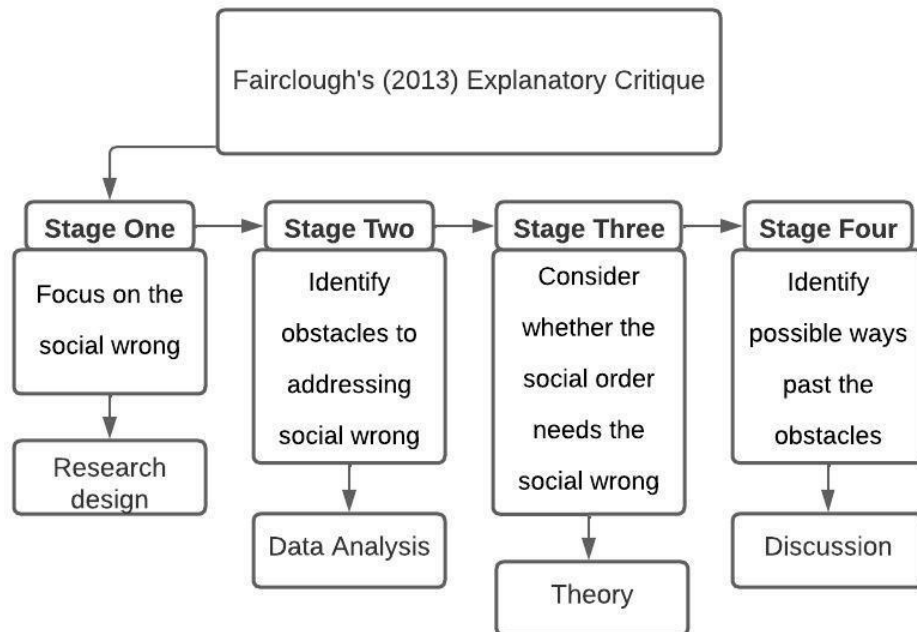 Fairclough's (2013) Explanatory Critique
Stage One
Focus on the
social wrong
Research
design
Stage Two
Identify
obstacles to
addressing
social wrong
Data Analysis
Stage Three
Consider
whether the
social order
needs the
social wrong
Theory
Stage Four
Identify
possible ways
past the
obstacles
Discussion